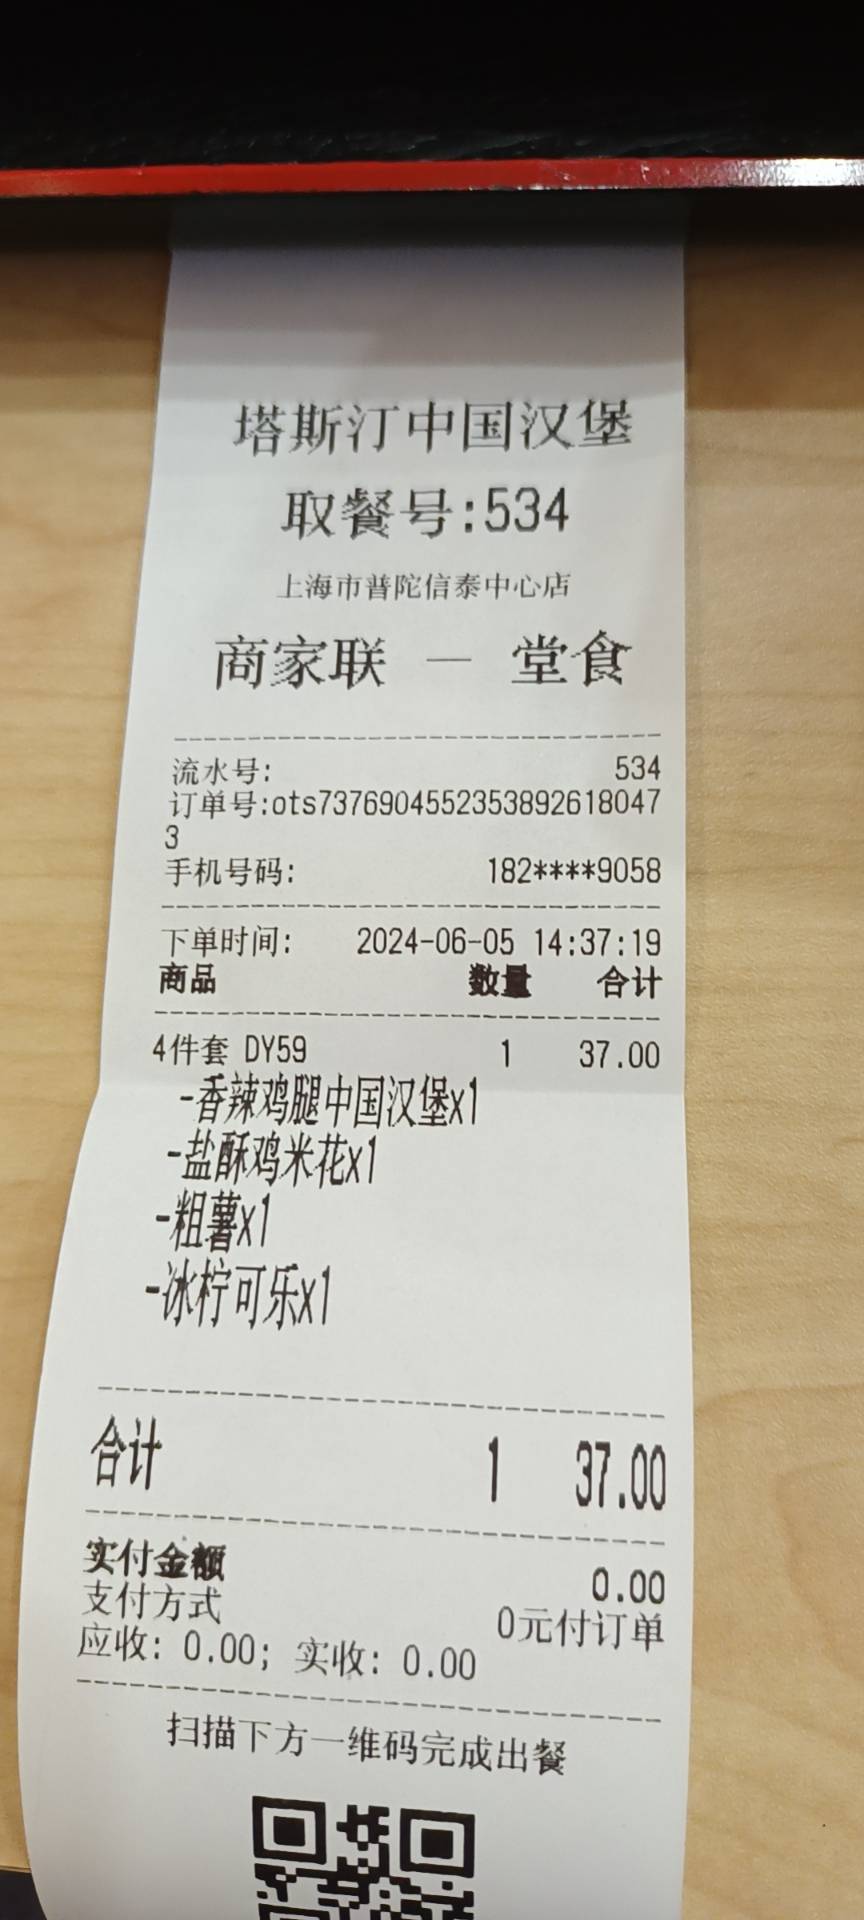 塔斯汀中国汉堡
取餐号:534
上海市普陀信泰中心店
商家联 — 堂食
流水号: 534
订单号:ots7376904552353892618047
3
手机号码: 182****9058
下单时间: 2024-06-05 14:37:19
商品 数量 合计
4件套 DY59 1 37.00
-香辣鸡腿中国汉堡x1
-盐酥鸡米花x1
-粗薯x1
-冰柠可乐x1
合计 1 37.00
实付金额 0.00
支付方式 0元付订单
应收: 0.00; 实收: 0.00
扫描下方一维码完成出餐